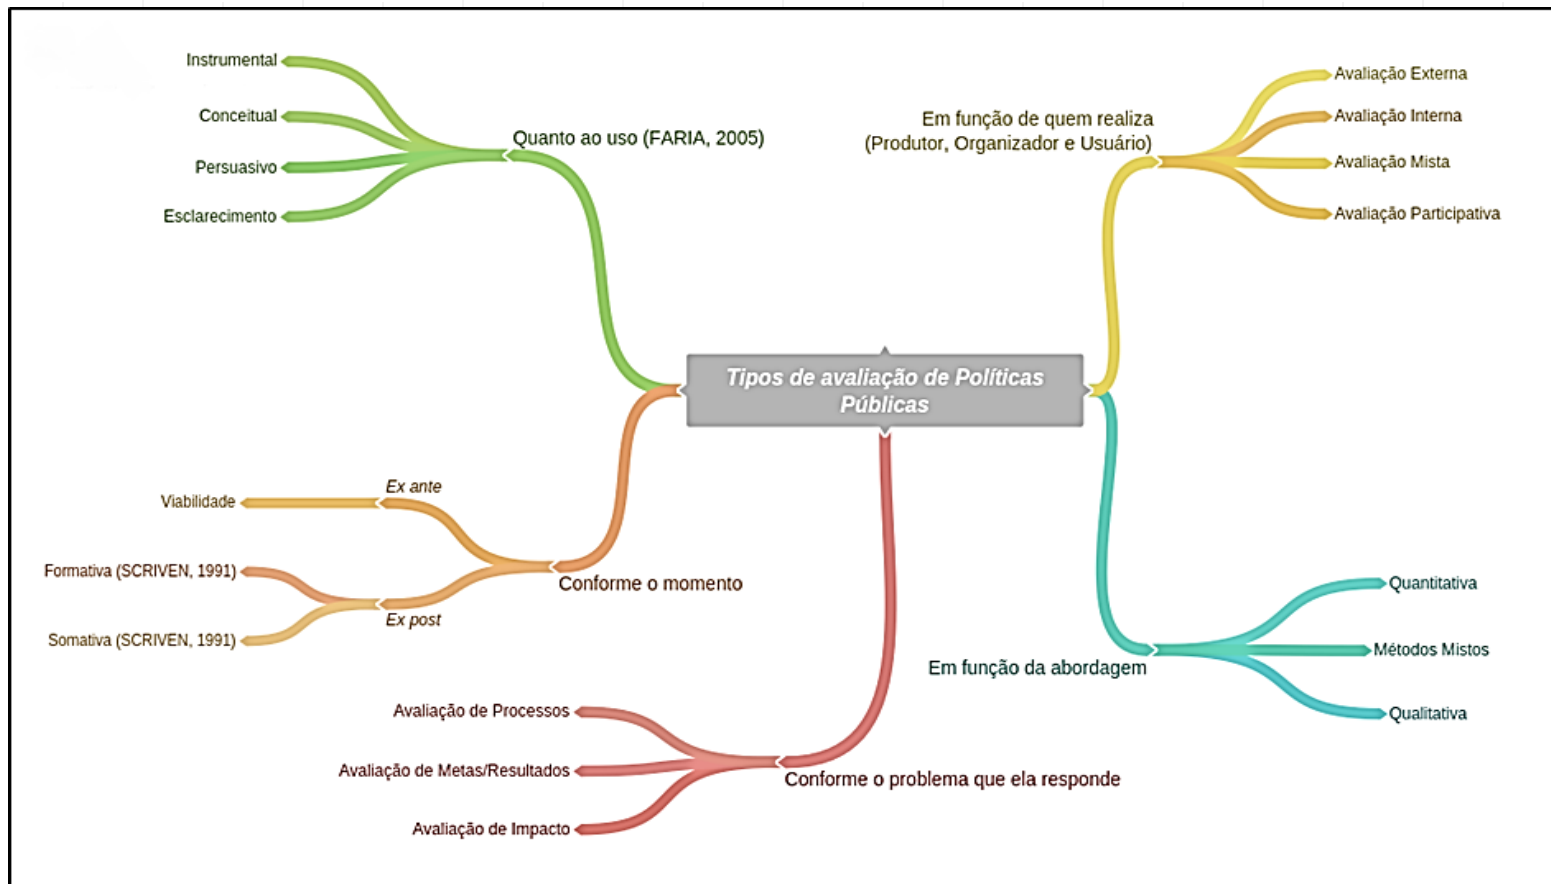 Instrumental
Conceitual
Persuasivo
Esclarecimento
Quanto ao uso (FARIA, 2005)
Em função de quem realiza
(Produtor, Organizador e Usuário)
Avaliação Externa
Avaliação Interna
Avaliação Mista
Avaliação Participativa
Tipos de avaliação de Políticas
Públicas
Viabilidade
Ex ante
Formativa (SCRIVEN, 1991)
Somativa (SCRIVEN, 1991)
Ex post
Conforme o momento
Avaliação de Processos
Avaliação de Metas/Resultados
Avaliação de Impacto
Conforme o problema que ela responde
Em função da abordagem
Quantitativa
Métodos Mistos
Qualitativa